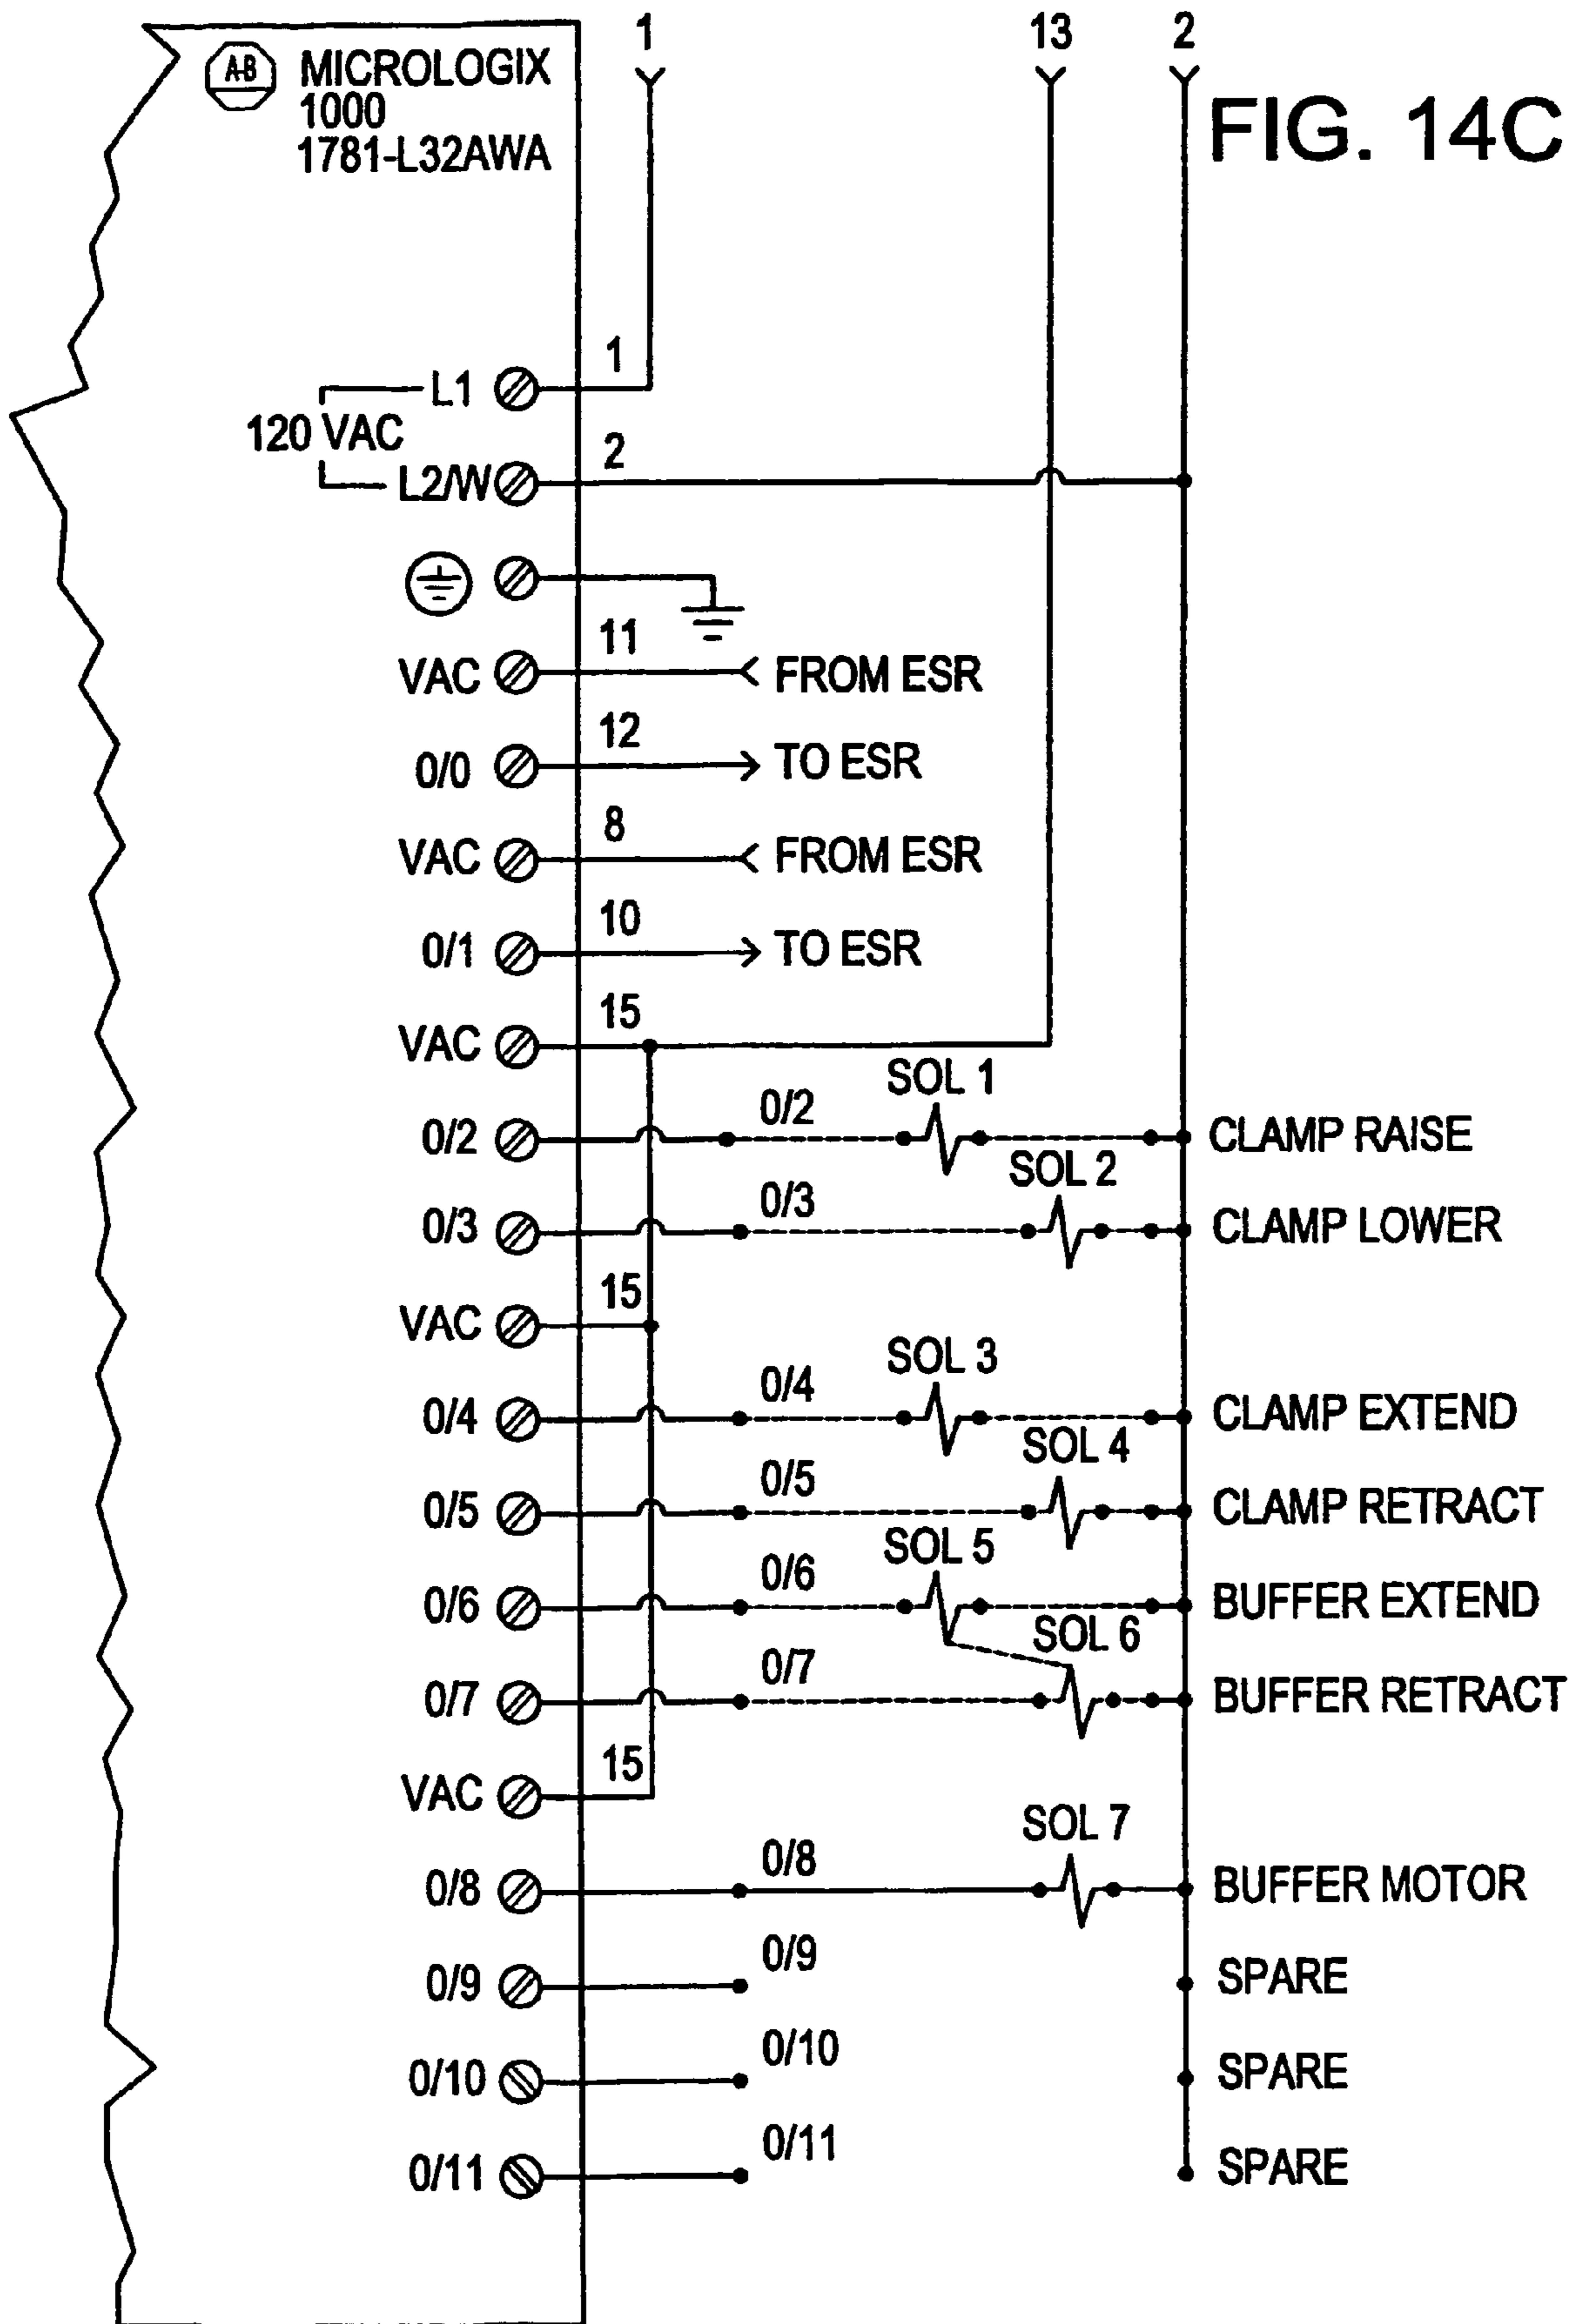 1 13 2
A-B MICROLOGIX
1000
1781-L32AWA
FIG. 14C
L1 1
120 VAC
L2/W 2
VAC 11 FROM ESR
0/0 12 TO ESR
VAC 8 FROM ESR
0/1 10 TO ESR
VAC 15
SOL 1
0/2 0/2 CLAMP RAISE
SOL 2
0/3 0/3 CLAMP LOWER
VAC 15
SOL 3
0/4 0/4 CLAMP EXTEND
SOL 4
0/5 0/5 CLAMP RETRACT
SOL 5
0/6 0/6 BUFFER EXTEND
SOL 6
0/7 0/7 BUFFER RETRACT
VAC 15
SOL 7
0/8 0/8 BUFFER MOTOR
0/9 0/9 SPARE
0/10 0/10 SPARE
0/11 0/11 SPARE